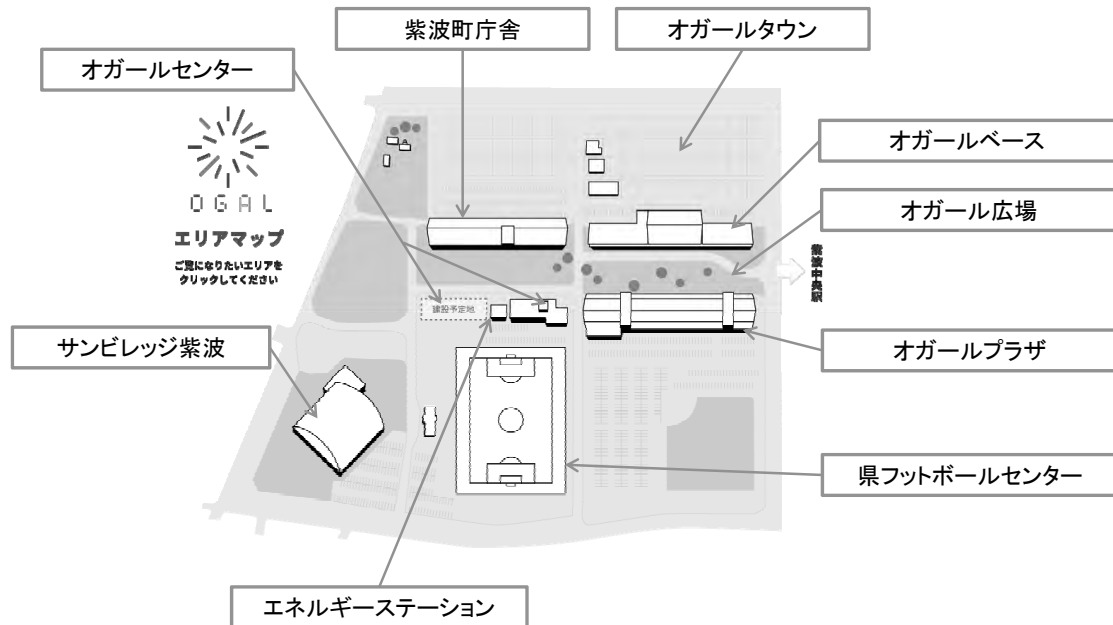 紫波町庁舎
オガールタウン
オガールセンター
オガールベース
OGAL
エリアマップ
ご覧になりたいエリアを
クリックしてください
オガール広場
紫波中央駅
建設予定地
サンビレッジ紫波
オガールプラザ
県フットボールセンター
エネルギーステーション